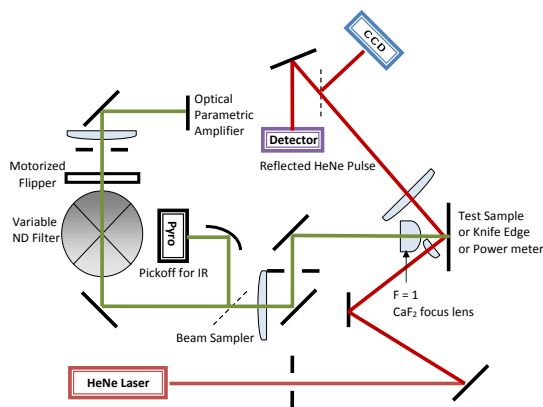 CCD
Optical
Parametric
Amplifier
Detector
Reflected HeNe Pulse
Motorized
Flipper
Variable
ND Filter
Pyro
Pickoff for IR
Test Sample
or Knife Edge
or Power meter
F = 1
CaF₂ focus lens
Beam Sampler
HeNe Laser